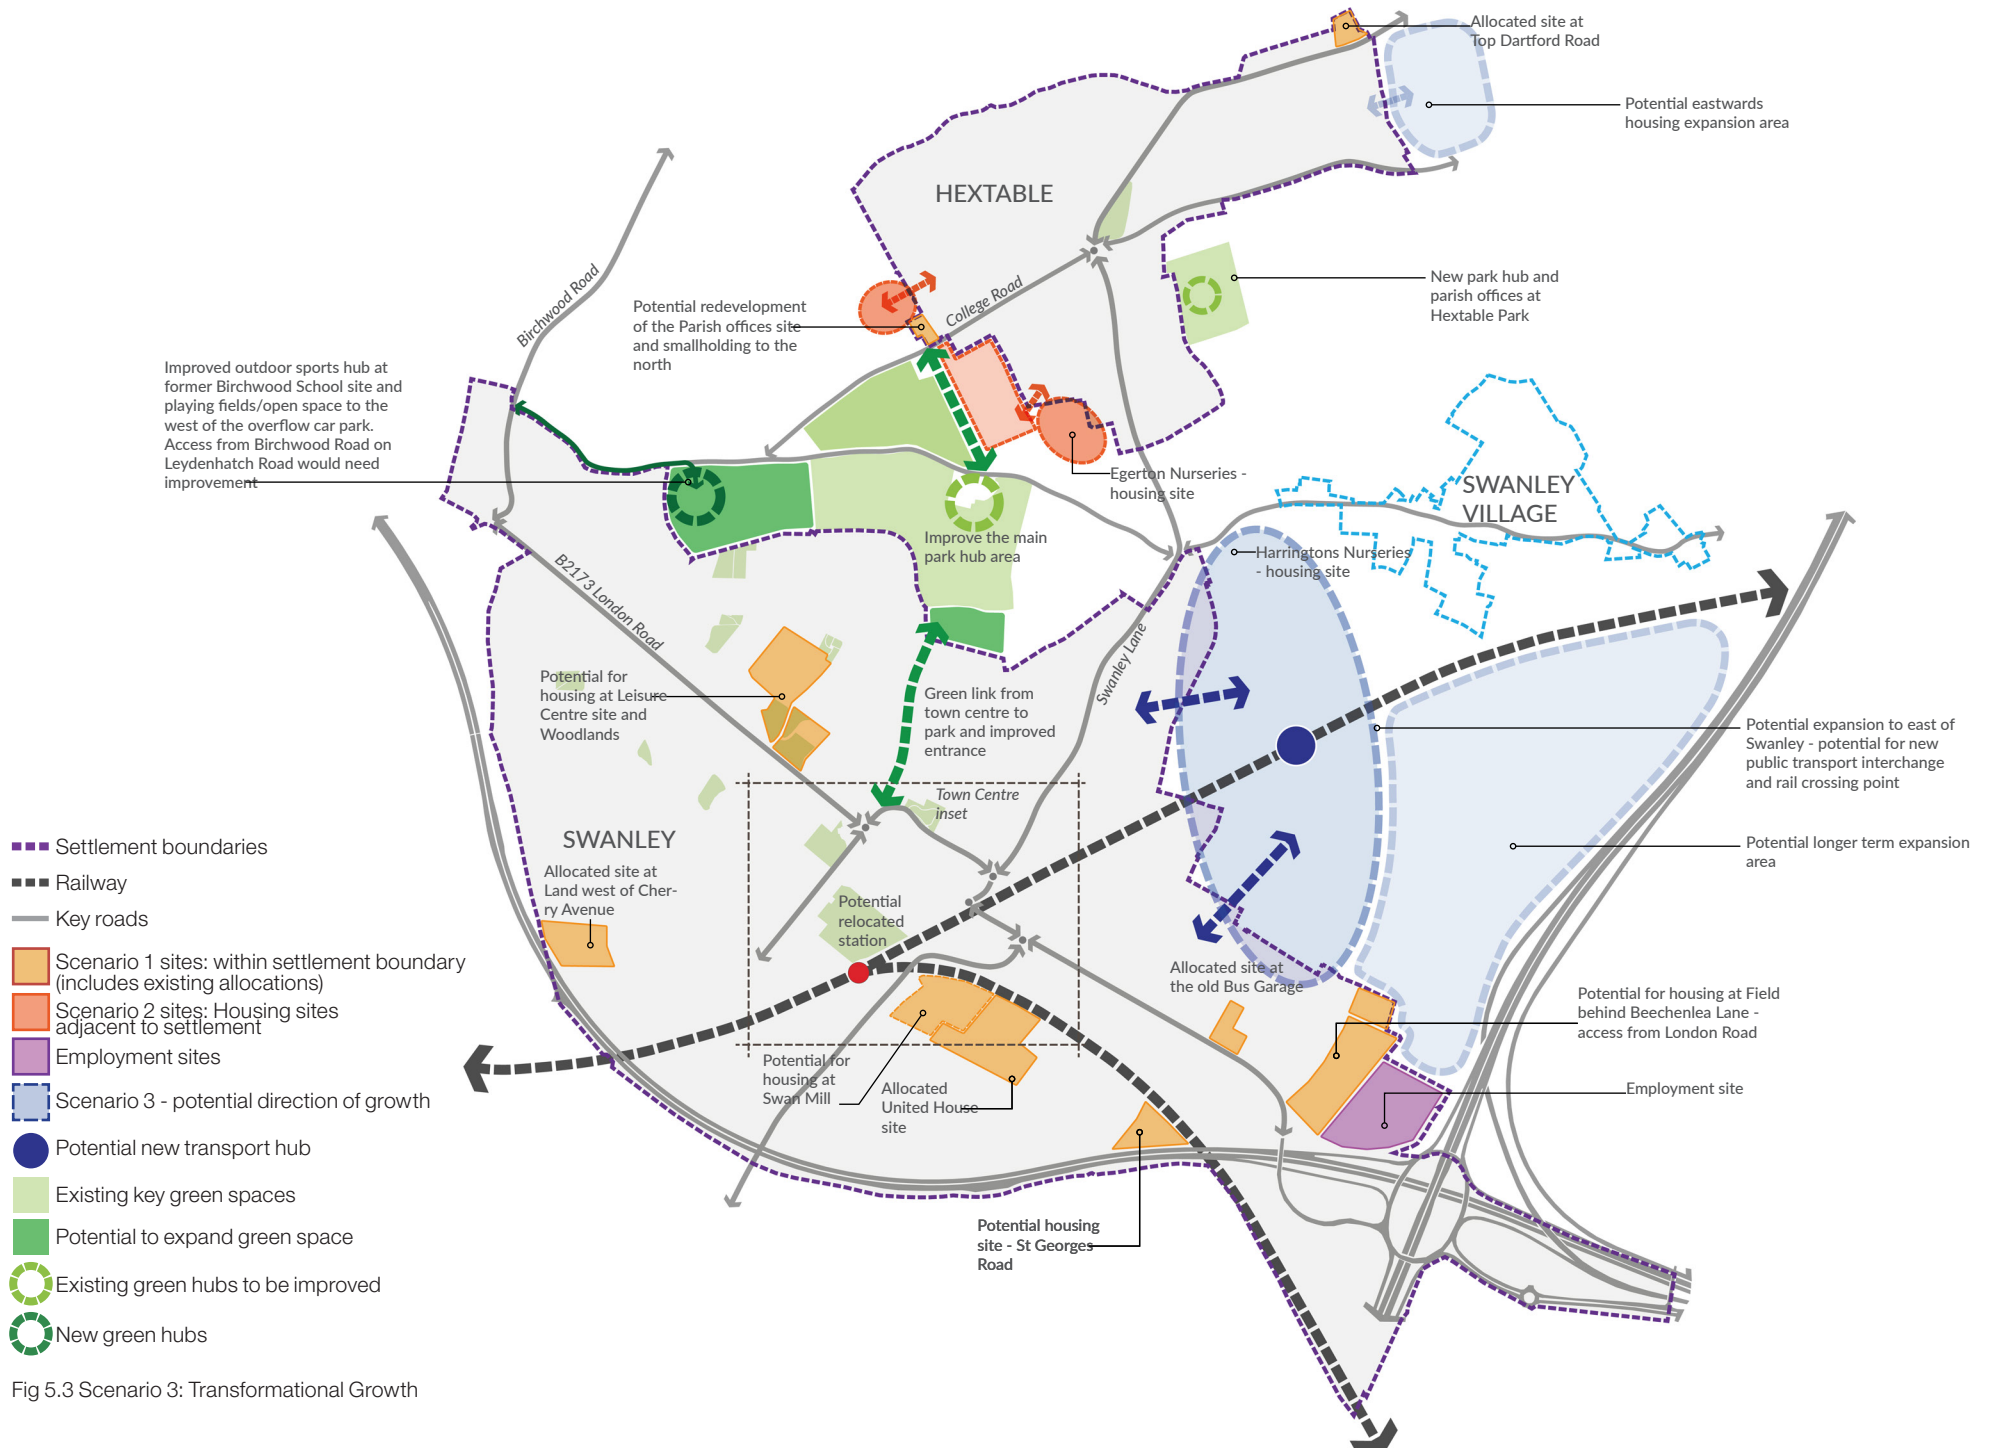 Allocated site at
Top Dartford Road
Potential eastwards
housing expansion area
HEXTABLE
New park hub and
parish offices at
Hextable Park
College Road
Birchwood Road
Potential redevelopment
of the Parish offices site
and smallholding to the
north
Improved outdoor sports hub at
former Birchwood School site and
playing fields/open space to the
west of the overflow car park.
Access from Birchwood Road on
Leydenhatch Road would need
improvement
Egerton Nurseries -
housing site
SWANLEY
VILLAGE
Improve the main
park hub area
Harringtons Nurseries
- housing site
B2173 London Road
Swanley Lane
Potential for
housing at Leisure
Centre site and
Woodlands
Green link from
town centre to
park and improved
entrance
Potential expansion to east of
Swanley - potential for new
public transport interchange
and rail crossing point
Town Centre
inset
Potential longer term expansion
area
SWANLEY
Allocated site at
Land west of Cher-
ry Avenue
Potential
relocated
station
Allocated site at
the old Bus Garage
Potential for housing at Field
behind Beechenlea Lane -
access from London Road
Potential for
housing at
Swan Mill
Allocated
United House
site
Employment site
Potential housing
site - St Georges
Road
Settlement boundaries
Railway
Key roads
Scenario 1 sites: within settlement boundary
(includes existing allocations)
Scenario 2 sites: Housing sites
adjacent to settlement
Employment sites
Scenario 3 - potential direction of growth
Potential new transport hub
Existing key green spaces
Potential to expand green space
Existing green hubs to be improved
New green hubs
Fig 5.3 Scenario 3: Transformational Growth